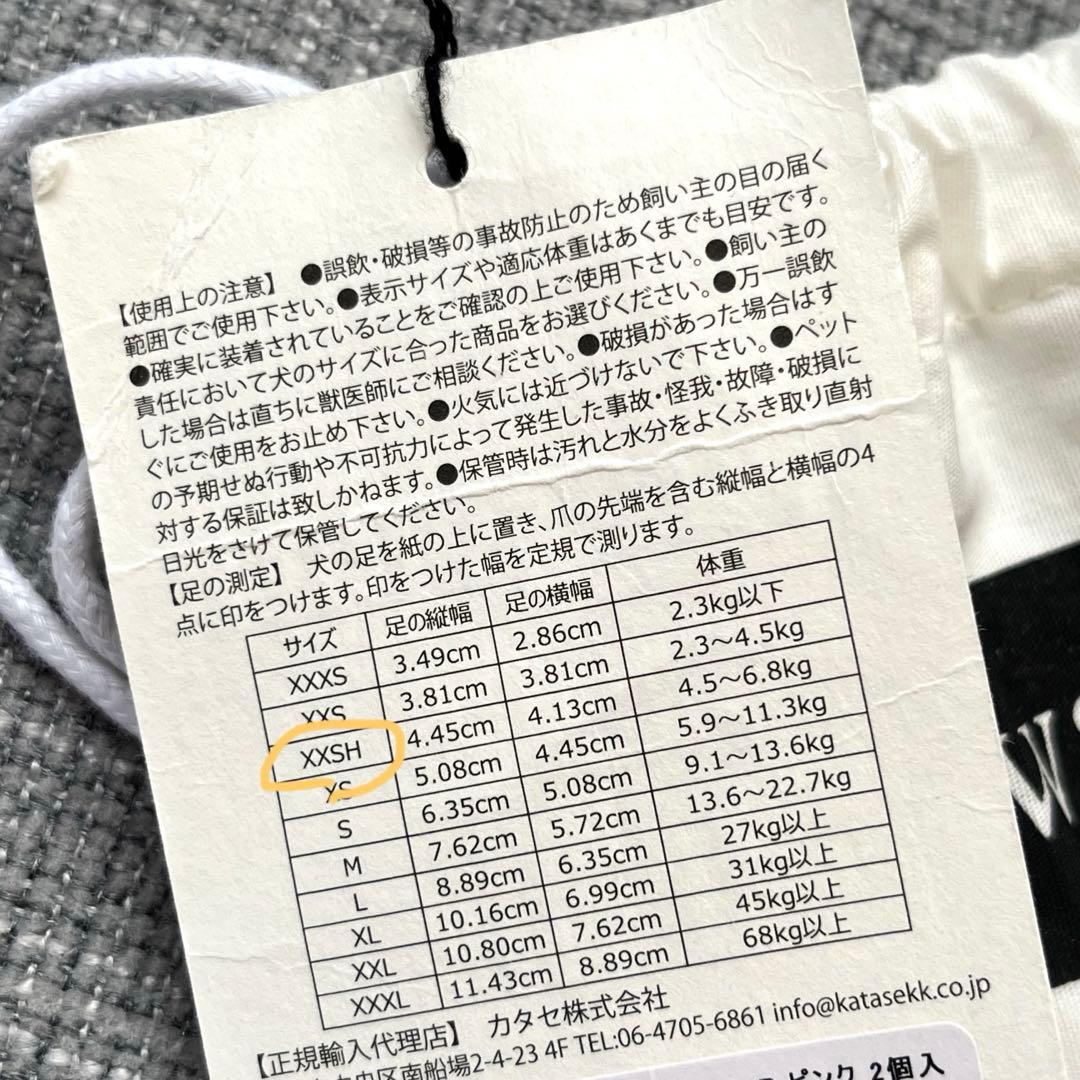 【使用上の注意】 ●誤飲・破損等の事故防止のため飼い主の目の届く
範囲でご使用下さい。●表示サイズや適応体重はあくまでも目安です。
●確実に装着されていることをご確認の上ご使用下さい。●飼い主の
責任において犬のサイズに合った商品をお選びください。●万一誤飲
した場合は直ちに獣医師にご相談ください。●破損があった場合はす
ぐにご使用をお止め下さい。●火気には近づけないで下さい。●ペット
の予期せぬ行動や不可抗力によって発生した事故・怪我・故障・破損に
対する保証は致しかねます。●保管時は汚れと水分をよくふき取り直射
日光をさけて保管してください。
【足の測定】 犬の足を紙の上に置き、爪の先端を含む縦幅と横幅の4
点に印をつけます。印をつけた幅を定規で測ります。
サイズ 足の縦幅 足の横幅 体重
XXXS 3.49cm 2.86cm 2.3kg以下
XXS 3.81cm 3.81cm 2.3〜4.5kg
XXSH 4.45cm 4.13cm 4.5〜6.8kg
XS 5.08cm 4.45cm 5.9〜11.3kg
S 6.35cm 5.08cm 9.1〜13.6kg
M 7.62cm 5.72cm 13.6〜22.7kg
L 8.89cm 6.35cm 27kg以上
XL 10.16cm 6.99cm 31kg以上
XXL 10.80cm 7.62cm 45kg以上
XXXL 11.43cm 8.89cm 68kg以上
【正規輸入代理店】 カタセ株式会社
中央区南船場2-4-23 4F TEL:06-4705-6861 info@katasekk.co.jp
ピンク 2個入
W